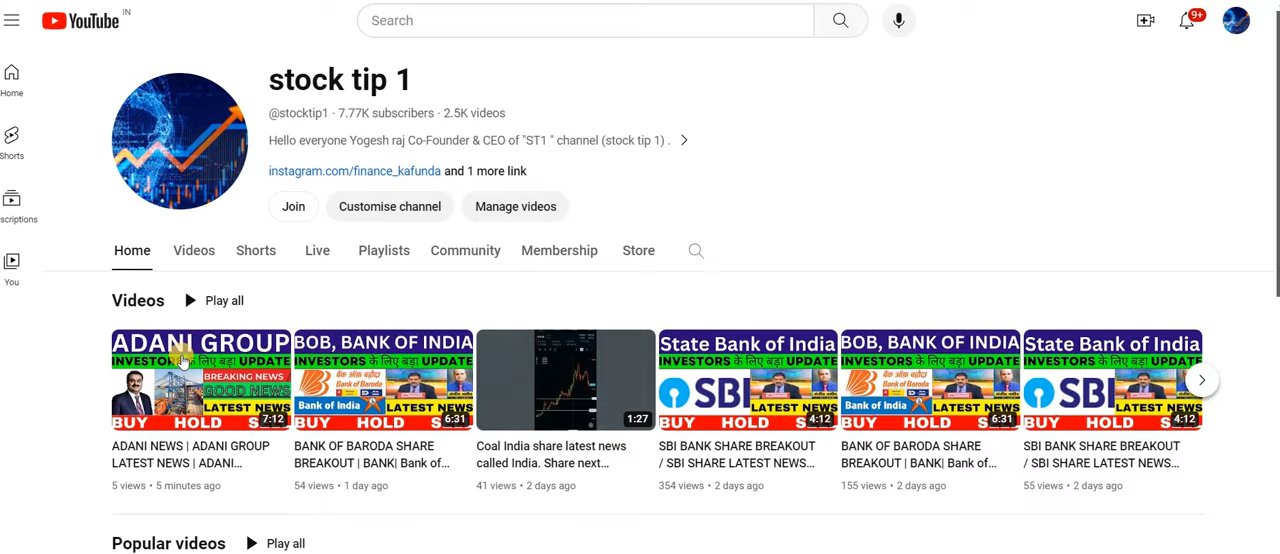 YouTube IN
Search
9+
Home
Shorts
scriptions
You
stock tip 1
@stocktip1 · 7.77K subscribers · 2.5K videos
Hello everyone Yogesh raj Co-Founder & CEO of "ST1 " channel (stock tip 1) .
instagram.com/finance_kafunda and 1 more link
Join Customise channel Manage videos
Home Videos Shorts Live Playlists Community Membership Store
Videos Play all
ADANI GROUP
INVESTORS के लिए बड़ा UPDATE
BREAKING NEWS
GOOD NEWS
LATEST NEWS
BUY HOLD S
7:12
ADANI NEWS | ADANI GROUP
LATEST NEWS | ADANI...
5 views • 5 minutes ago
BOB, BANK OF INDIA
INVESTORS के लिए बड़ा UPDATE
बैंक ऑफ़ बड़ौदा
Bank of Baroda
Bank of India
LATEST NEWS
BUY HOLD S
6:31
BANK OF BARODA SHARE
BREAKOUT | BANK| Bank of...
54 views • 1 day ago
1:27
Coal India share latest news
called India. Share next...
41 views • 2 days ago
State Bank of India
INVESTORS के लिए बड़ा UPDATE
SBI
LATEST NEWS
BUY HOLD S
4:12
SBI BANK SHARE BREAKOUT
/ SBI SHARE LATEST NEWS...
354 views • 2 days ago
BOB, BANK OF INDIA
INVESTORS के लिए बड़ा UPDATE
बैंक ऑफ़ बड़ौदा
Bank of Baroda
Bank of India
LATEST NEWS
BUY HOLD S
6:31
BANK OF BARODA SHARE
BREAKOUT | BANK| Bank of...
155 views • 2 days ago
State Bank of India
INVESTORS के लिए बड़ा UPDATE
SBI
LATEST NEWS
BUY HOLD S
4:12
SBI BANK SHARE BREAKOUT
/ SBI SHARE LATEST NEWS...
55 views • 2 days ago
Popular videos Play all